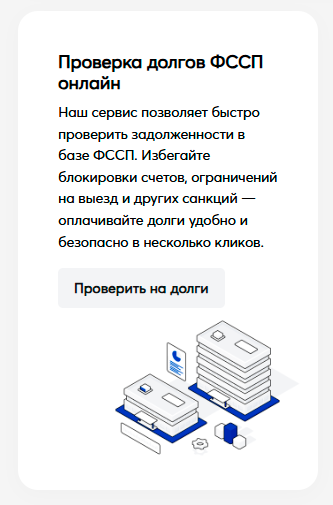 Проверка долгов ФССП
онлайн
Наш сервис позволяет быстро
проверить задолженности в
базе ФССП. Избегайте
блокировки счетов, ограничений
на выезд и других санкций —
оплачивайте долги удобно и
безопасно в несколько кликов.
Проверить на долги